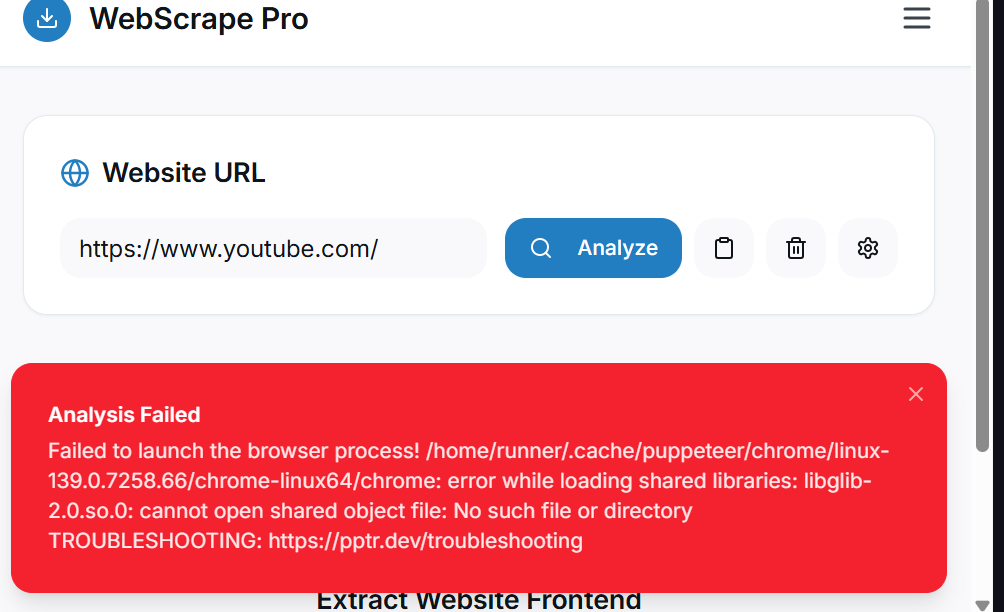 WebScrape Pro
Website URL
https://www.youtube.com/
Analyze
Analysis Failed
Failed to launch the browser process! /home/runner/.cache/puppeteer/chrome/linux-
139.0.7258.66/chrome-linux64/chrome: error while loading shared libraries: libglib-
2.0.so.0: cannot open shared object file: No such file or directory
TROUBLESHOOTING: https://pptr.dev/troubleshooting
Extract Website Frontend